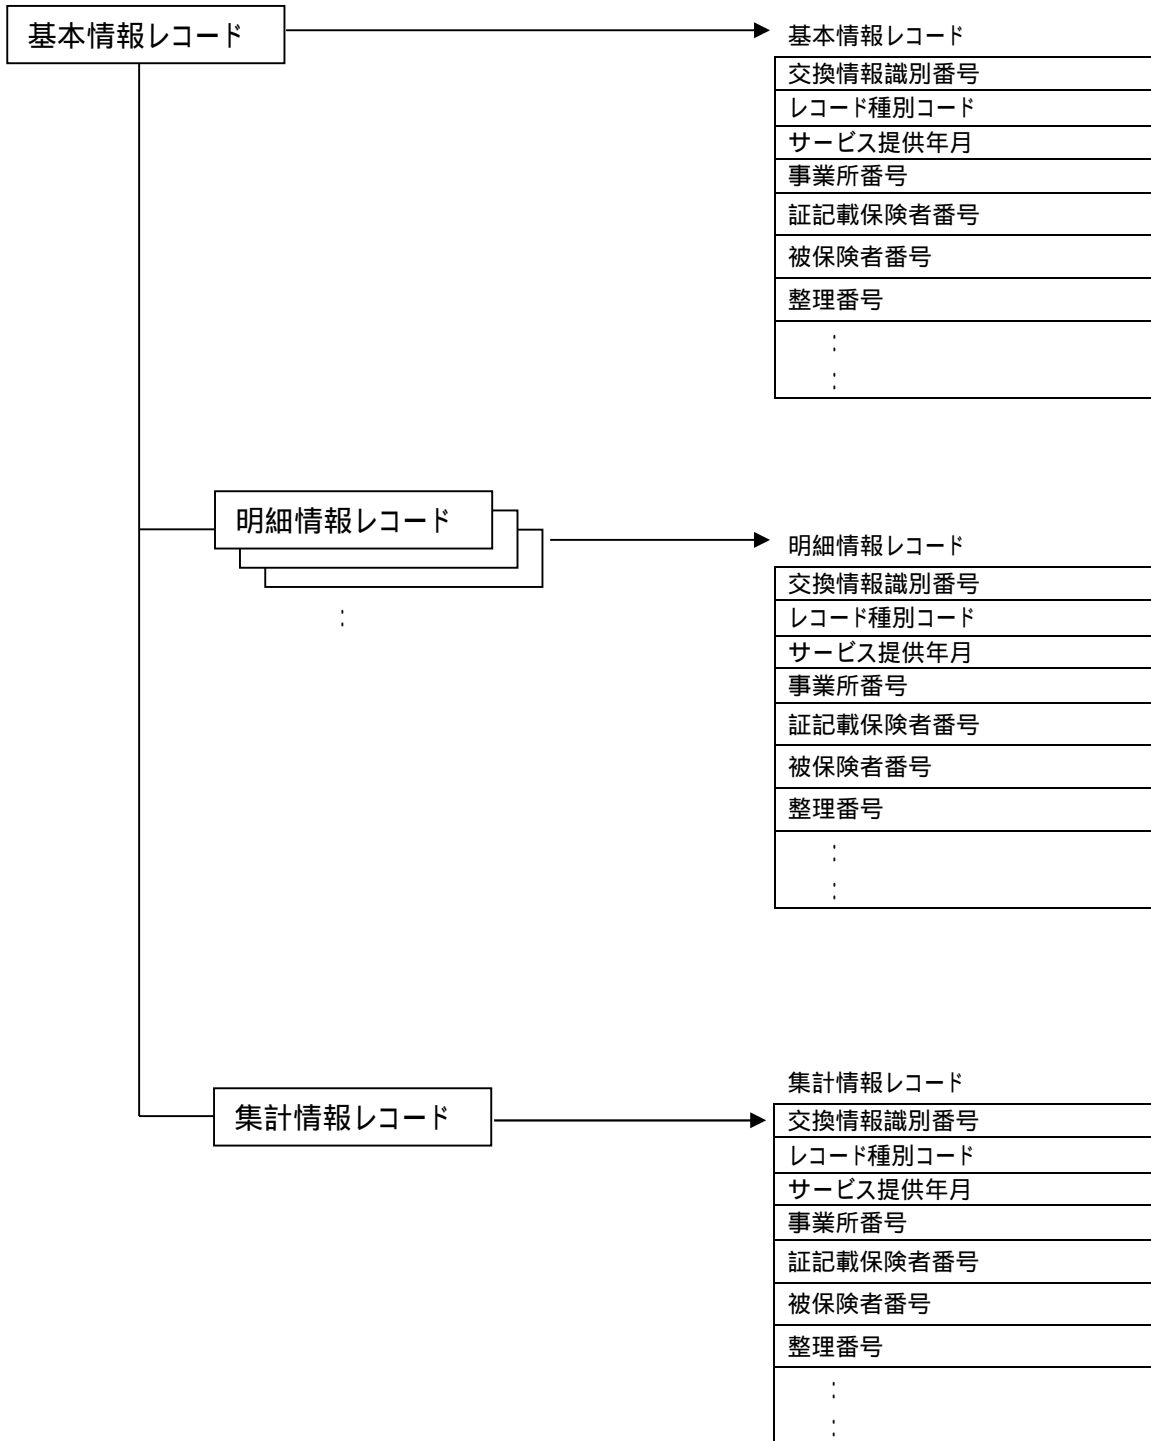 基本情報レコード
基本情報レコード
交換情報識別番号
レコード種別コード
サービス提供年月
事業所番号
証記載保険者番号
被保険者番号
整理番号
:
:
明細情報レコード
:
明細情報レコード
交換情報識別番号
レコード種別コード
サービス提供年月
事業所番号
証記載保険者番号
被保険者番号
整理番号
:
:
集計情報レコード
集計情報レコード
交換情報識別番号
レコード種別コード
サービス提供年月
事業所番号
証記載保険者番号
被保険者番号
整理番号
:
: